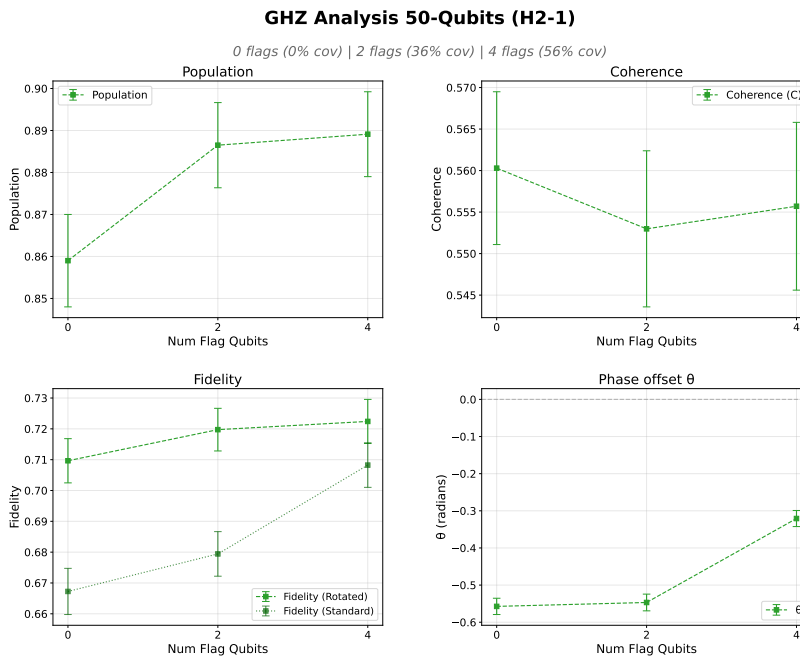 GHZ Analysis 50-Qubits (H2-1)
0 flags (0% cov) | 2 flags (36% cov) | 4 flags (56% cov)
Population
Population
Population
0.90
0.89
0.88
0.87
0.86
0.85
0
2
4
Num Flag Qubits
Coherence
Coherence (C)
Coherence
0.570
0.565
0.560
0.555
0.550
0.545
0
2
4
Num Flag Qubits
Fidelity
Fidelity
0.73
0.72
0.71
0.70
0.69
0.68
0.67
0.66
Fidelity (Rotated)
Fidelity (Standard)
0
2
4
Num Flag Qubits
Phase offset θ
θ (radians)
0.0
−0.1
−0.2
−0.3
−0.4
−0.5
−0.6
θ
0
2
4
Num Flag Qubits